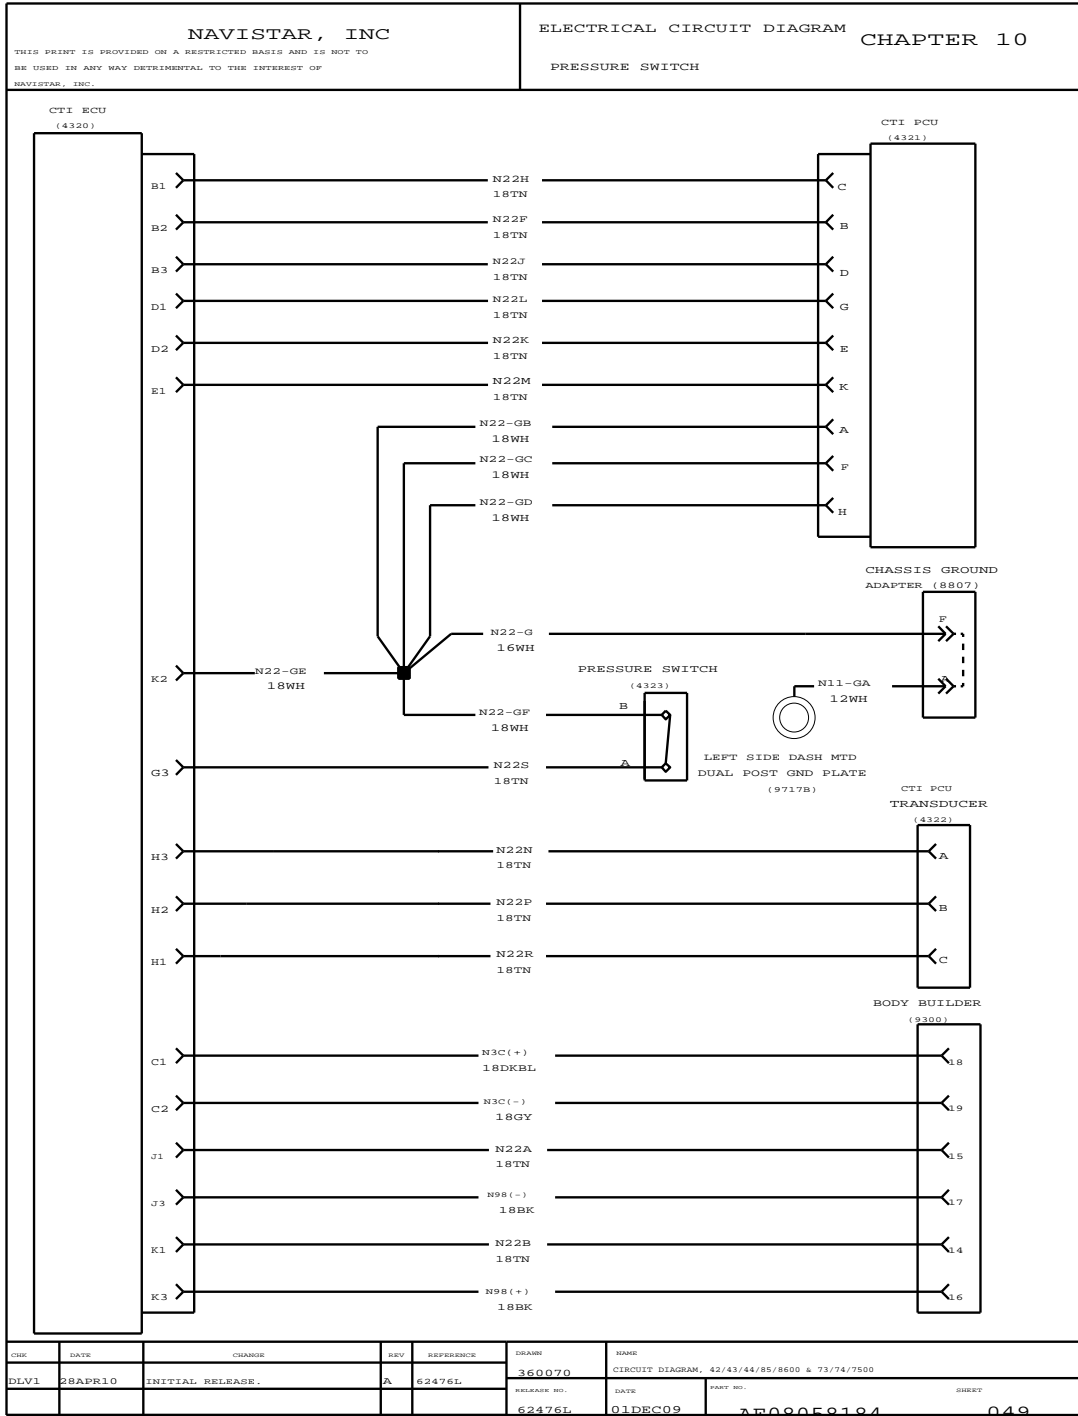 NAVISTAR, INC
THIS PRINT IS PROVIDED ON A RESTRICTED BASIS AND IS NOT TO
BE USED IN ANY WAY DETRIMENTAL TO THE INTEREST OF
NAVISTAR, INC.
ELECTRICAL CIRCUIT DIAGRAM
PRESSURE SWITCH
CHAPTER 10
CTI ECU
(4320)
CTI PCU
(4321)
B1 N22H C
18TN
B2 N22F B
18TN
B3 N22J D
18TN
D1 N22L G
18TN
D2 N22K E
18TN
E1 N22M K
18TN
N22-GB A
18WH
N22-GC F
18WH
N22-GD H
18WH
CHASSIS GROUND
ADAPTER (8807)
F
N22-G
16WH
K2 N22-GE
18WH
PRESSURE SWITCH
(4323)
A
N11-GA
12WH
N22-GF B
18WH
LEFT SIDE DASH MTD
DUAL POST GND PLATE
(9717B)
G3 N22S A
18TN
CTI PCU
TRANSDUCER
(4322)
H3 N22N A
18TN
H2 N22P B
18TN
H1 N22R C
18TN
BODY BUILDER
(9300)
C1 N3C(+) 18
18DKBL
C2 N3C(-) 19
18GY
J1 N22A 15
18TN
J3 N98(-) 17
18BK
K1 N22B 14
18TN
K3 N98(+) 16
18BK
CHK DATE CHANGE REV REFERENCE
DLV1 28APR10 INITIAL RELEASE. A 62476L
DRAWN
360070
NAME
CIRCUIT DIAGRAM, 42/43/44/85/8600 & 73/74/7500
RELEASE NO.
62476L
DATE
01DEC09
PART NO.
AE08058184
SHEET
049